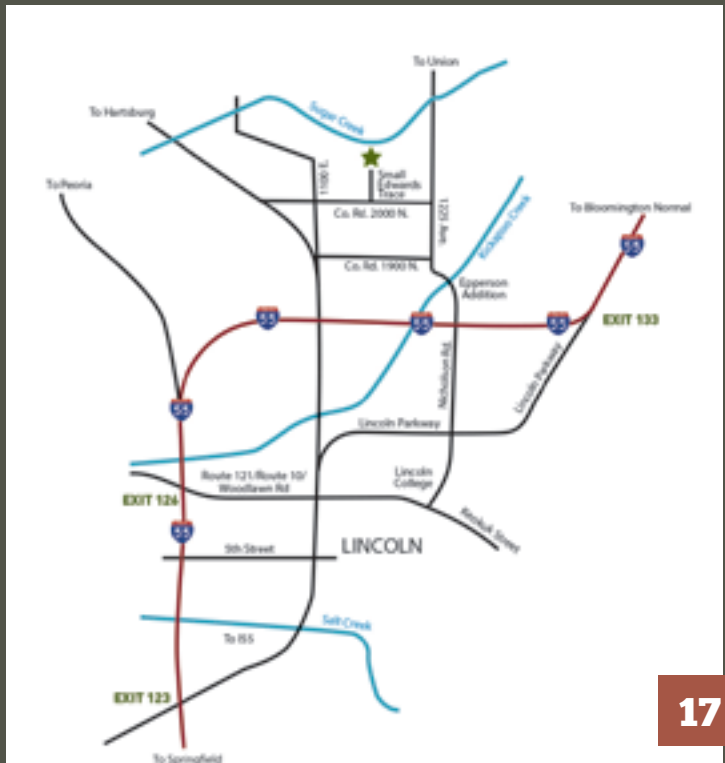 To Union
To Hartsburg
Sugar Creek
To Peoria
1100 E.
Small
Edwards
Trace
1225 Ave.
Kickapoo Creek
To Bloomington Normal
Co. Rd. 2000 N.
55
Co. Rd. 1900 N.
Epperson
Addition
55
55
55
EXIT 133
Nicholson Rd.
Lincoln Parkway
55
Lincoln Parkway
Route 121/Route 10/
Woodlawn Rd
Lincoln
College
EXIT 126
Keokuk Street
55
5th Street
LINCOLN
Salt Creek
To I55
EXIT 123
17
To Springfield